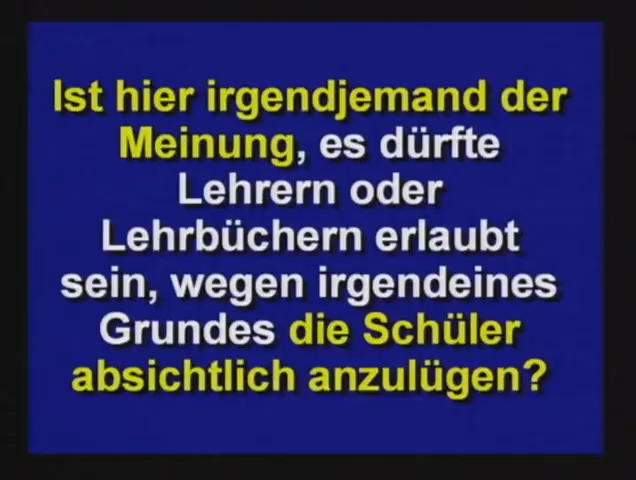 Ist hier irgendjemand der
Meinung, es dürfte
Lehrern oder
Lehrbüchern erlaubt
sein, wegen irgendeines
Grundes die Schüler
absichtlich anzulügen?